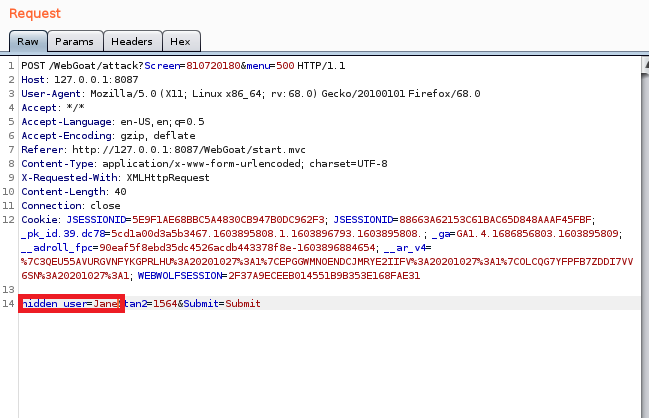 Request
Raw Params Headers Hex
1 POST /WebGoat/attack?Screen=810720180&menu=500 HTTP/1.1
2 Host: 127.0.0.1:8087
3 User-Agent: Mozilla/5.0 (X11; Linux x86_64; rv:68.0) Gecko/20100101 Firefox/68.0
4 Accept: */*
5 Accept-Language: en-US,en;q=0.5
6 Accept-Encoding: gzip, deflate
7 Referer: http://127.0.0.1:8087/WebGoat/start.mvc
8 Content-Type: application/x-www-form-urlencoded; charset=UTF-8
9 X-Requested-With: XMLHttpRequest
10 Content-Length: 40
11 Connection: close
12 Cookie: JSESSIONID=5E9F1AE68BBC5A4830CB947B0DC962F3; JSESSIONID=88663A62153C61BAC65D848AAAF45FBF;
_pk_id.39.dc78=5cd1a00d3a5b3467.1603895808.1.1603896793.1603895808.; _ga=GA1.4.1686856803.1603895809;
__adroll_fpc=90eaf5f8ebd35dc4526acdb443378f8e-1603896884654; __ar_v4=
%7C3QEU55AVURGVNFYKGPRLHU%3A20201027%3A1%7CEPGGWMNOENDCJMRYE2IIFV%3A20201027%3A1%7COLCQG7YFPFB7ZDDI7VV
6SN%3A20201027%3A1; WEBWOLFSESSION=2F37A9ECEEB014551B9B353E168FAE31
13
14 hidden_user=Jane&tan2=1564&Submit=Submit